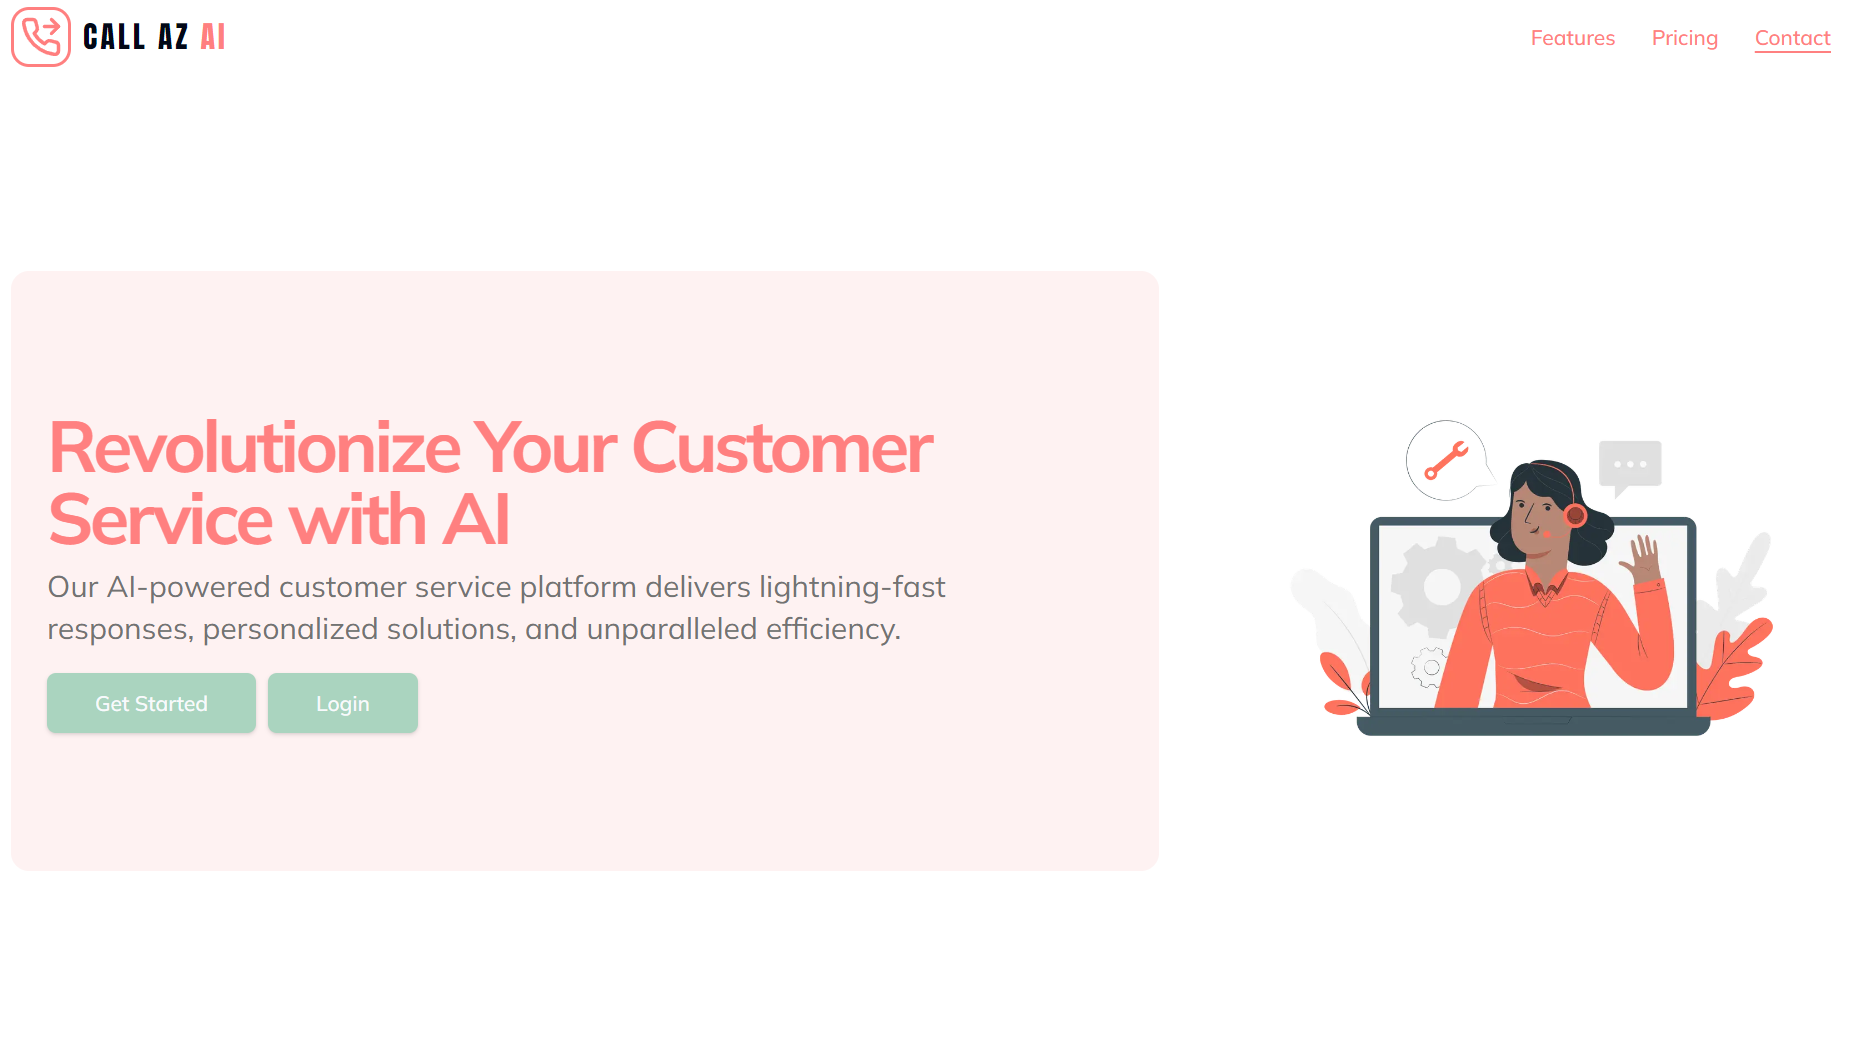 CALL AZ AI
Features
Pricing
Contact
Revolutionize Your Customer
Service with AI
Our AI-powered customer service platform delivers lightning-fast
responses, personalized solutions, and unparalleled efficiency.
Get Started
Login